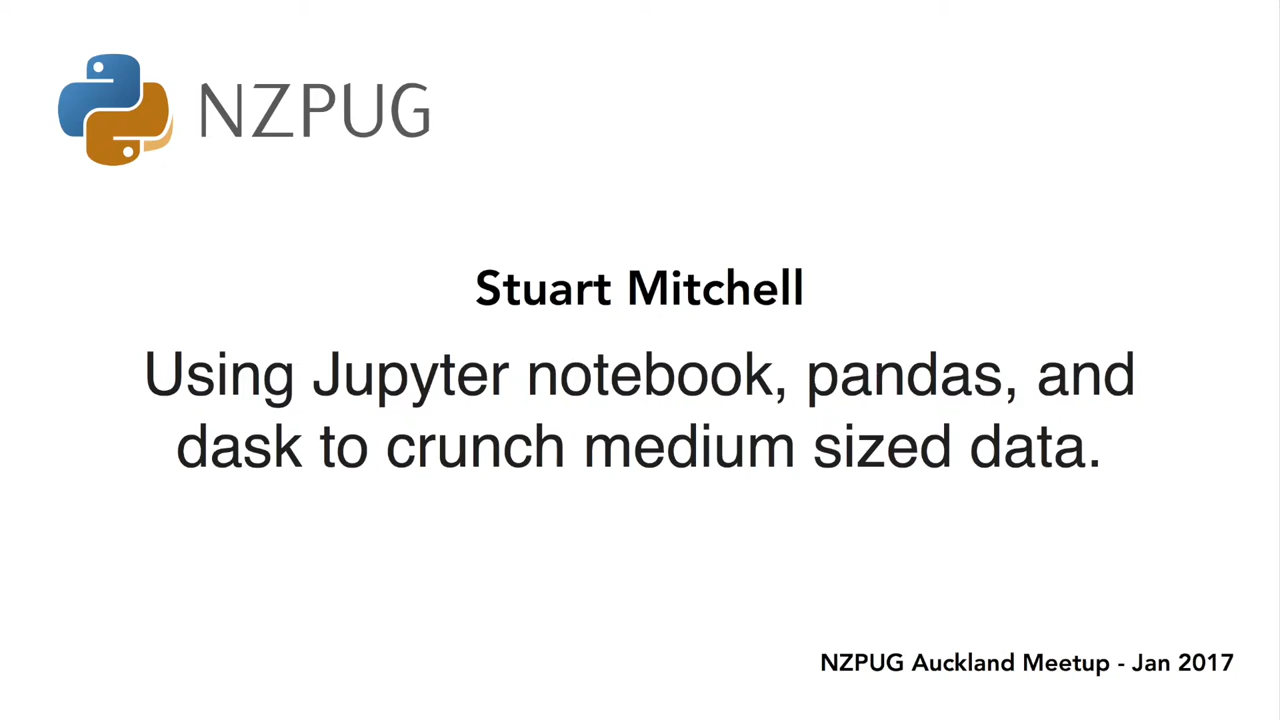 NZPUG
Stuart Mitchell
Using Jupyter notebook, pandas, and
dask to crunch medium sized data.
NZPUG Auckland Meetup - Jan 2017